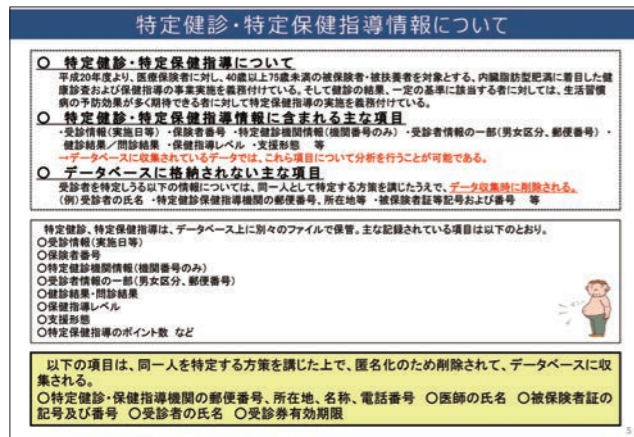 特定健診・特定保健指導情報について
○ 特定健診・特定保健指導について
平成20年度より、医療保険者に対し、40歳以上75歳未満の被保険者・被扶養者を対象とする、内臓脂肪型肥満に着目した健
康診査および保健指導の事業実施を義務付けている。そして健診の結果、一定の基準に該当する者に対しては、生活習慣
病の予防効果が多く期待できる者に対して特定保健指導の実施を義務付けている。
○ 特定健診・特定保健指導情報に含まれる主な項目
・受診情報(実施日等) ・保険者番号 ・特定健診機関情報(機関番号のみ) ・受診者情報の一部(男女区分、郵便番号) ・
健診結果/問診結果 ・保健指導レベル ・支援形態 等
→データベースに収集されているデータでは、これら項目について分析を行うことが可能である。
○ データベースに格納されない主な項目
受診者を特定しうる以下の情報については、同一人として特定する方策を講じたうえで、データ収集時に削除される。
(例)受診者の氏名 ・特定健診保健指導機関の郵便番号、所在地等 ・被保険者証等記号および番号 等
特定健診、特定保健指導は、データベース上に別々のファイルで保管。主な記録されている項目は以下のとおり。
○受診情報(実施日等)
○保険者番号
○特定健診機関情報(機関番号のみ)
○受診者情報の一部(男女区分、郵便番号)
○健診結果・問診結果
○保健指導レベル
○支援形態
○特定保健指導のポイント数 など
以下の項目は、同一人を特定する方策を講じた上で、匿名化のため削除されて、データベースに収
集される。
○特定健診・保健指導機関の郵便番号、所在地、名称、電話番号 ○医師の氏名 ○被保険者証の
記号及び番号 ○受診者の氏名 ○受診券有効期限
5